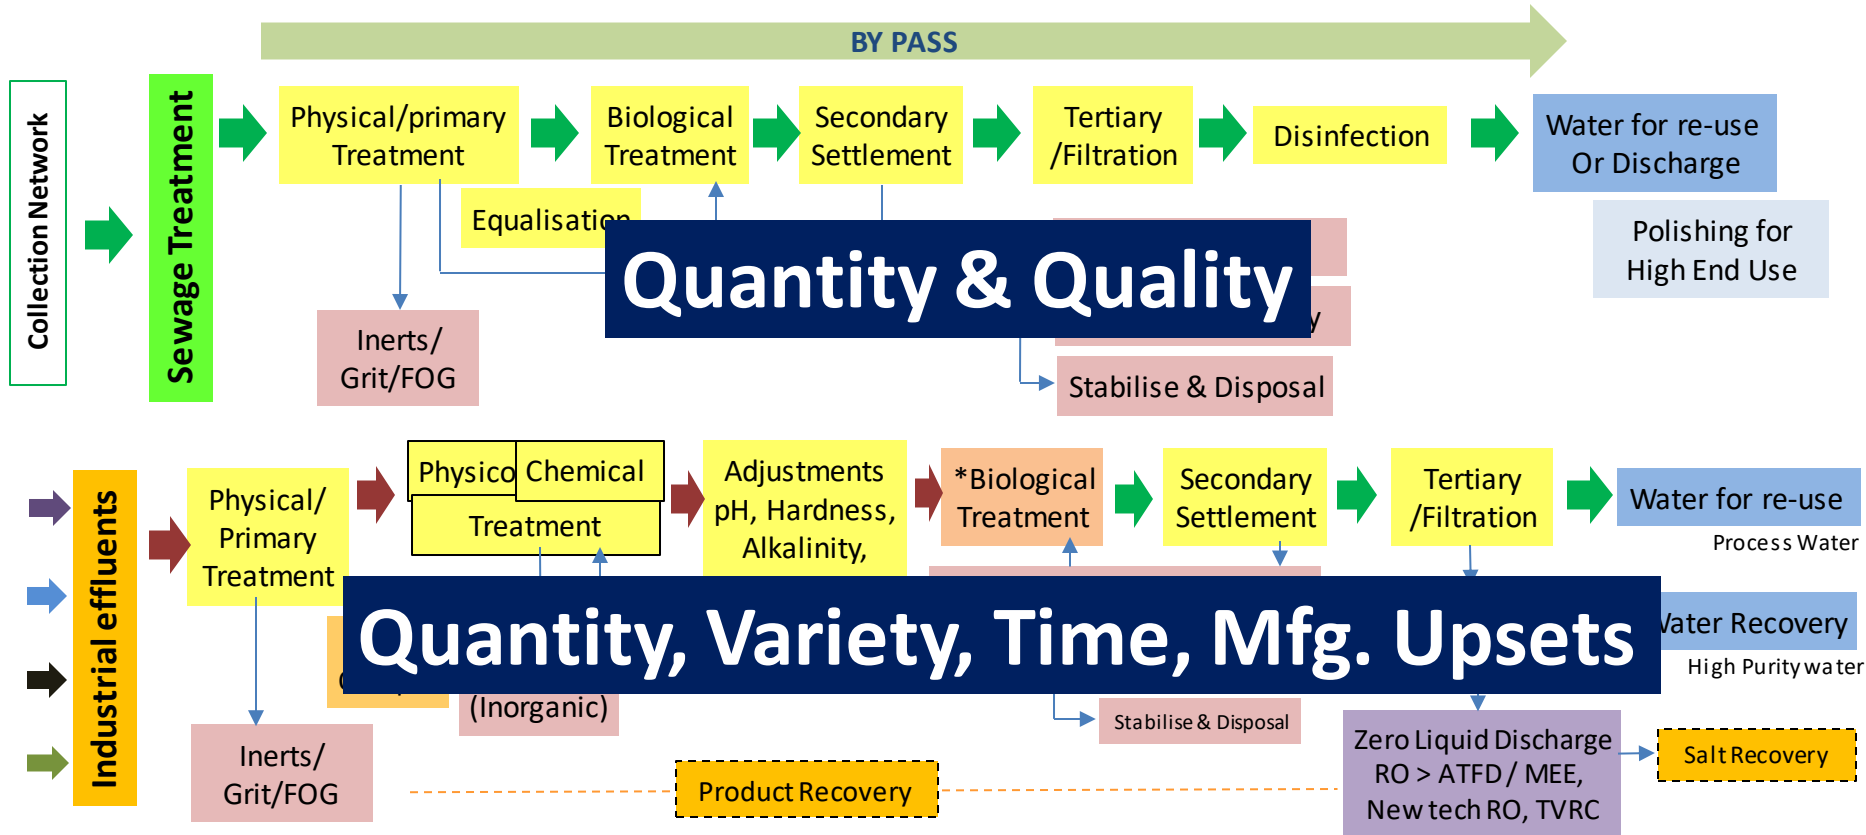 BY PASS
Collection Network
Sewage Treatment
Physical/primary
Treatment
Biological
Treatment
Secondary
Settlement
Tertiary
/Filtration
Disinfection
Water for re-use
Or Discharge
Equalisation
Polishing for
High End Use
Quantity & Quality
Inerts/
Grit/FOG
Stabilise & Disposal
Industrial effluents
Physical/
Primary
Treatment
Physico
Chemical
Treatment
Adjustments
pH, Hardness,
Alkalinity,
*Biological
Treatment
Secondary
Settlement
Tertiary
/Filtration
Water for re-use
Process Water
Quantity, Variety, Time, Mfg. Upsets
Water Recovery
High Purity water
(Inorganic)
Stabilise & Disposal
Inerts/
Grit/FOG
Product Recovery
Zero Liquid Discharge
RO > ATFD / MEE,
New tech RO, TVRC
Salt Recovery